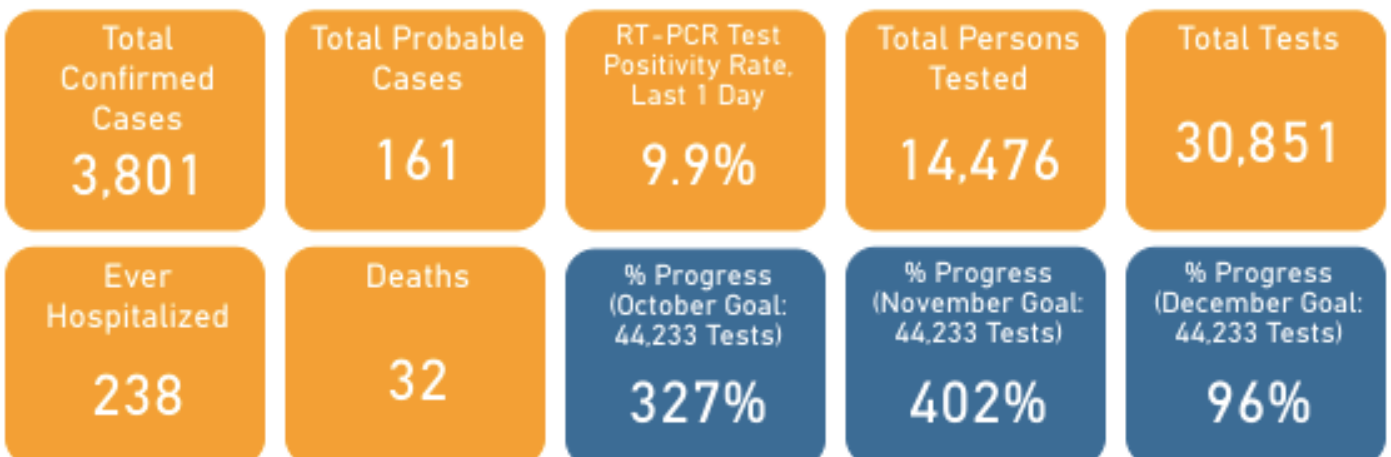 Total
Confirmed
Cases
3,801
Total Probable
Cases
161
RT-PCR Test
Positivity Rate,
Last 1 Day
9.9%
Total Persons
Tested
14,476
Total Tests
30,851
Ever
Hospitalized
238
Deaths
32
% Progress
(October Goal:
44,233 Tests)
327%
% Progress
(November Goal:
44,233 Tests)
402%
% Progress
(December Goal:
44,233 Tests)
96%